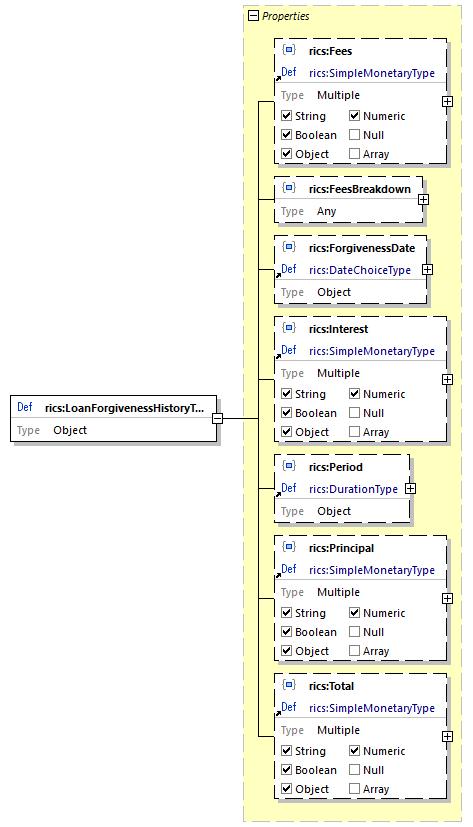 Properties
rics:Fees
Def rics:SimpleMonetaryType
Type Multiple
String Numeric
Boolean Null
Object Array
rics:FeesBreakdown
Type Any
rics:ForgivenessDate
Def rics:DateChoiceType
Type Object
rics:Interest
Def rics:SimpleMonetaryType
Type Multiple
String Numeric
Boolean Null
Object Array
Def rics:LoanForgivenessHistoryT...
Type Object
rics:Period
Def rics:DurationType
Type Object
rics:Principal
Def rics:SimpleMonetaryType
Type Multiple
String Numeric
Boolean Null
Object Array
rics:Total
Def rics:SimpleMonetaryType
Type Multiple
String Numeric
Boolean Null
Object Array